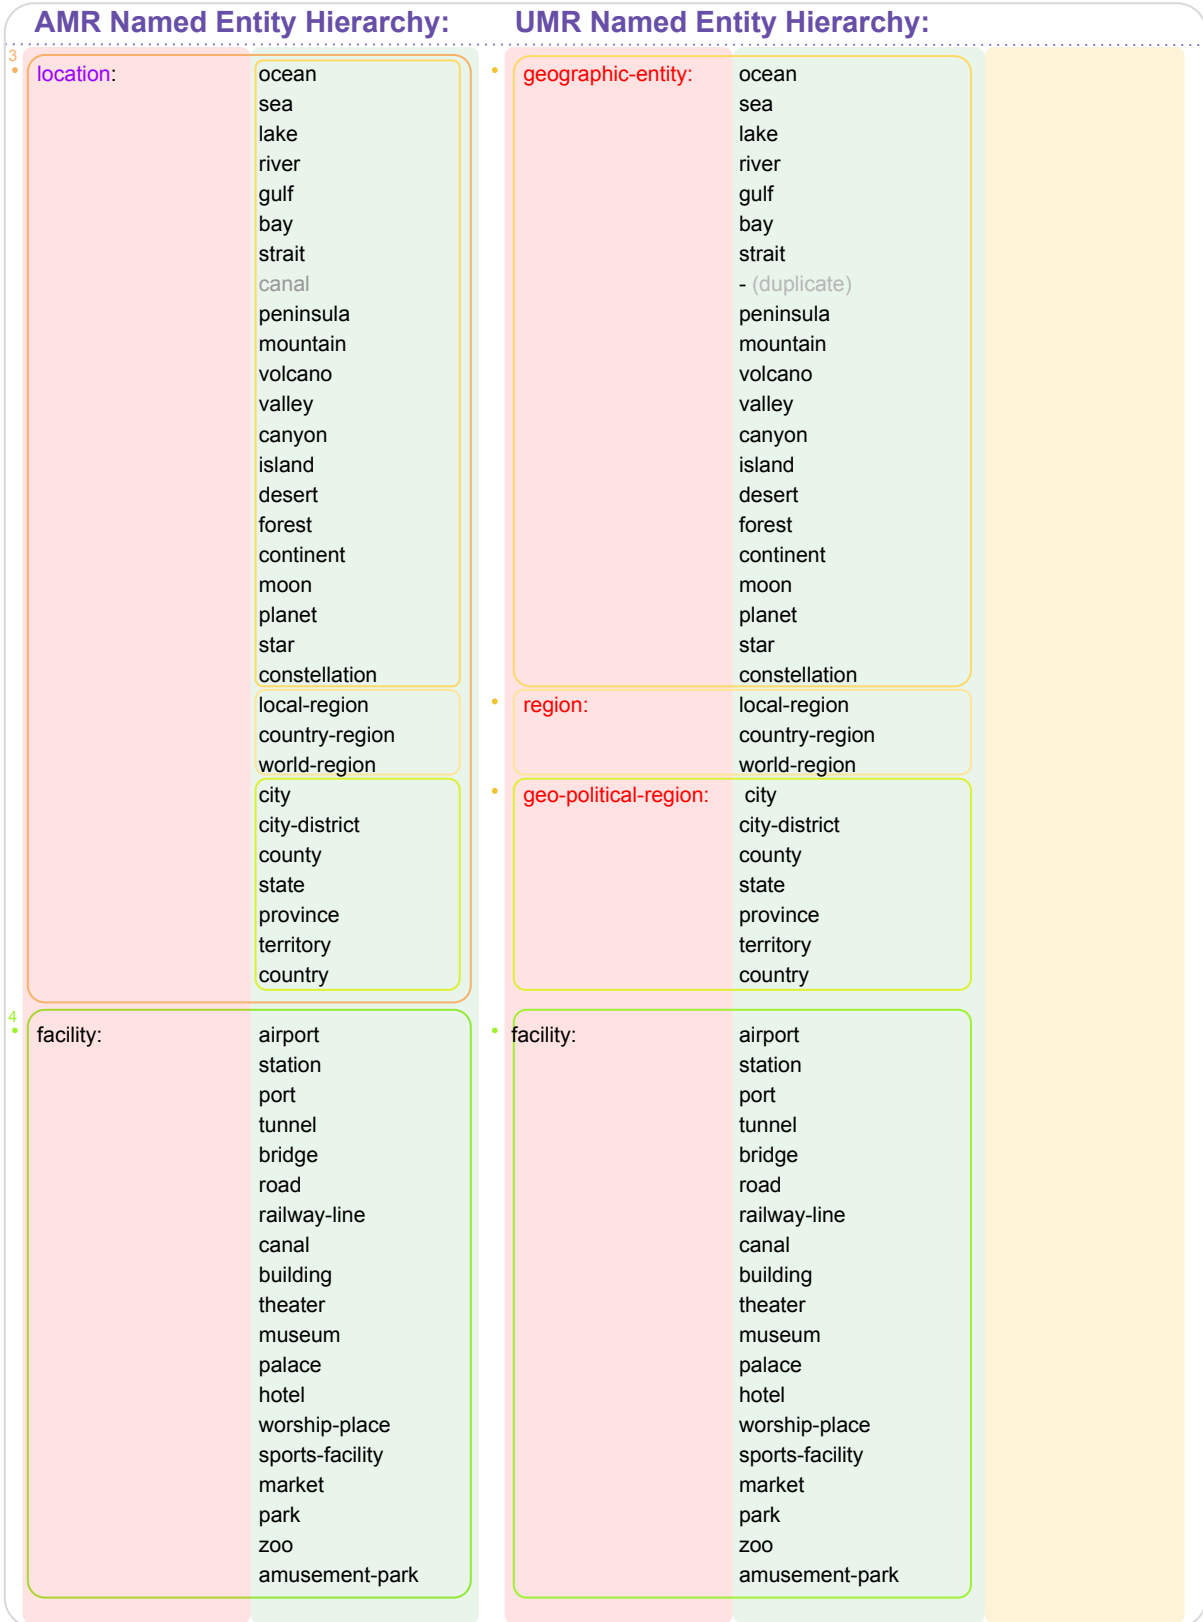 AMR Named Entity Hierarchy: UMR Named Entity Hierarchy:
3
• location: ocean • geographic-entity: ocean
sea sea
lake lake
river river
gulf gulf
bay bay
strait strait
canal - (duplicate)
peninsula peninsula
mountain mountain
volcano volcano
valley valley
canyon canyon
island island
desert desert
forest forest
continent continent
moon moon
planet planet
star star
constellation constellation
local-region • region: local-region
country-region country-region
world-region world-region
city • geo-political-region: city
city-district city-district
county county
state state
province province
territory territory
country country
4
• facility: airport • facility: airport
station station
port port
tunnel tunnel
bridge bridge
road road
railway-line railway-line
canal canal
building building
theater theater
museum museum
palace palace
hotel hotel
worship-place worship-place
sports-facility sports-facility
market market
park park
zoo zoo
amusement-park amusement-park